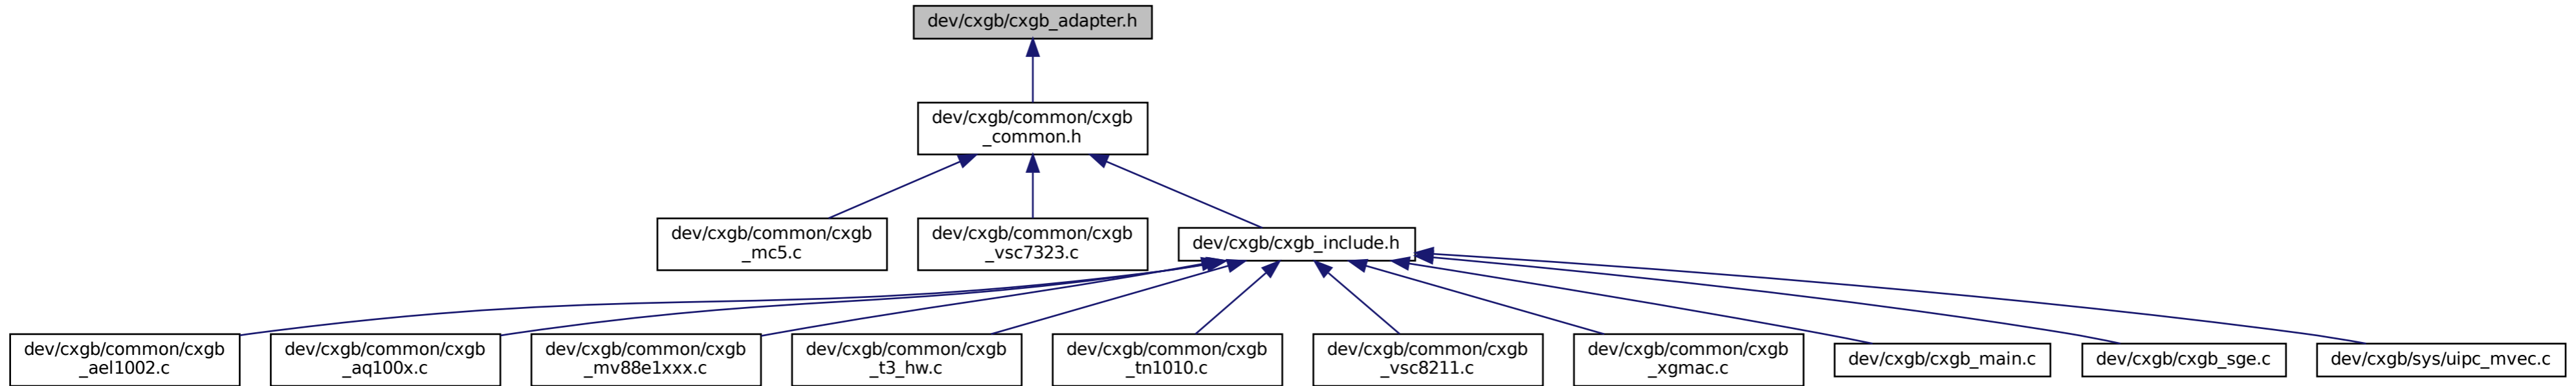 dev/cxgb/cxgb_adapter.h
dev/cxgb/common/cxgb
_common.h
dev/cxgb/common/cxgb
_mc5.c
dev/cxgb/common/cxgb
_vsc7323.c
dev/cxgb/cxgb_include.h
dev/cxgb/common/cxgb
_ael1002.c
dev/cxgb/common/cxgb
_aq100x.c
dev/cxgb/common/cxgb
_mv88e1xxx.c
dev/cxgb/common/cxgb
_t3_hw.c
dev/cxgb/common/cxgb
_tn1010.c
dev/cxgb/common/cxgb
_vsc8211.c
dev/cxgb/common/cxgb
_xgmac.c
dev/cxgb/cxgb_main.c
dev/cxgb/cxgb_sge.c
dev/cxgb/sys/uipc_mvec.c